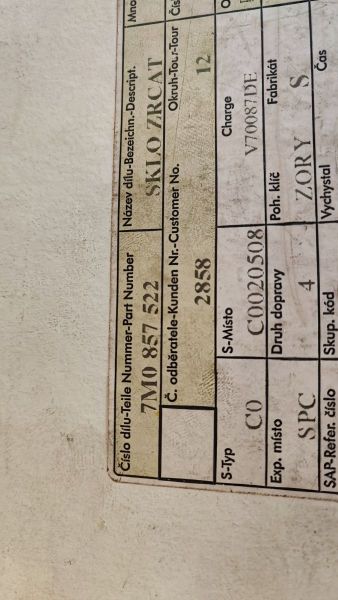 Číslo dílu-Teile Nummer-Part Number Název dílu-Bezeichn.-Descript. Mno
7M0 857 522 SKLO ZRCAT
Č. odběratele-Kunden Nr.-Customer No. Okruh-Tour-Tour Čís
2858 12
S-Typ S-Místo Charge
C0 C0020508 V70087DE
Exp. místo Druh dopravy Poh. klíč Fabrikát
SPC 4 ZORY S
SAP-Refer. číslo Skup. kód Vychystal Čas